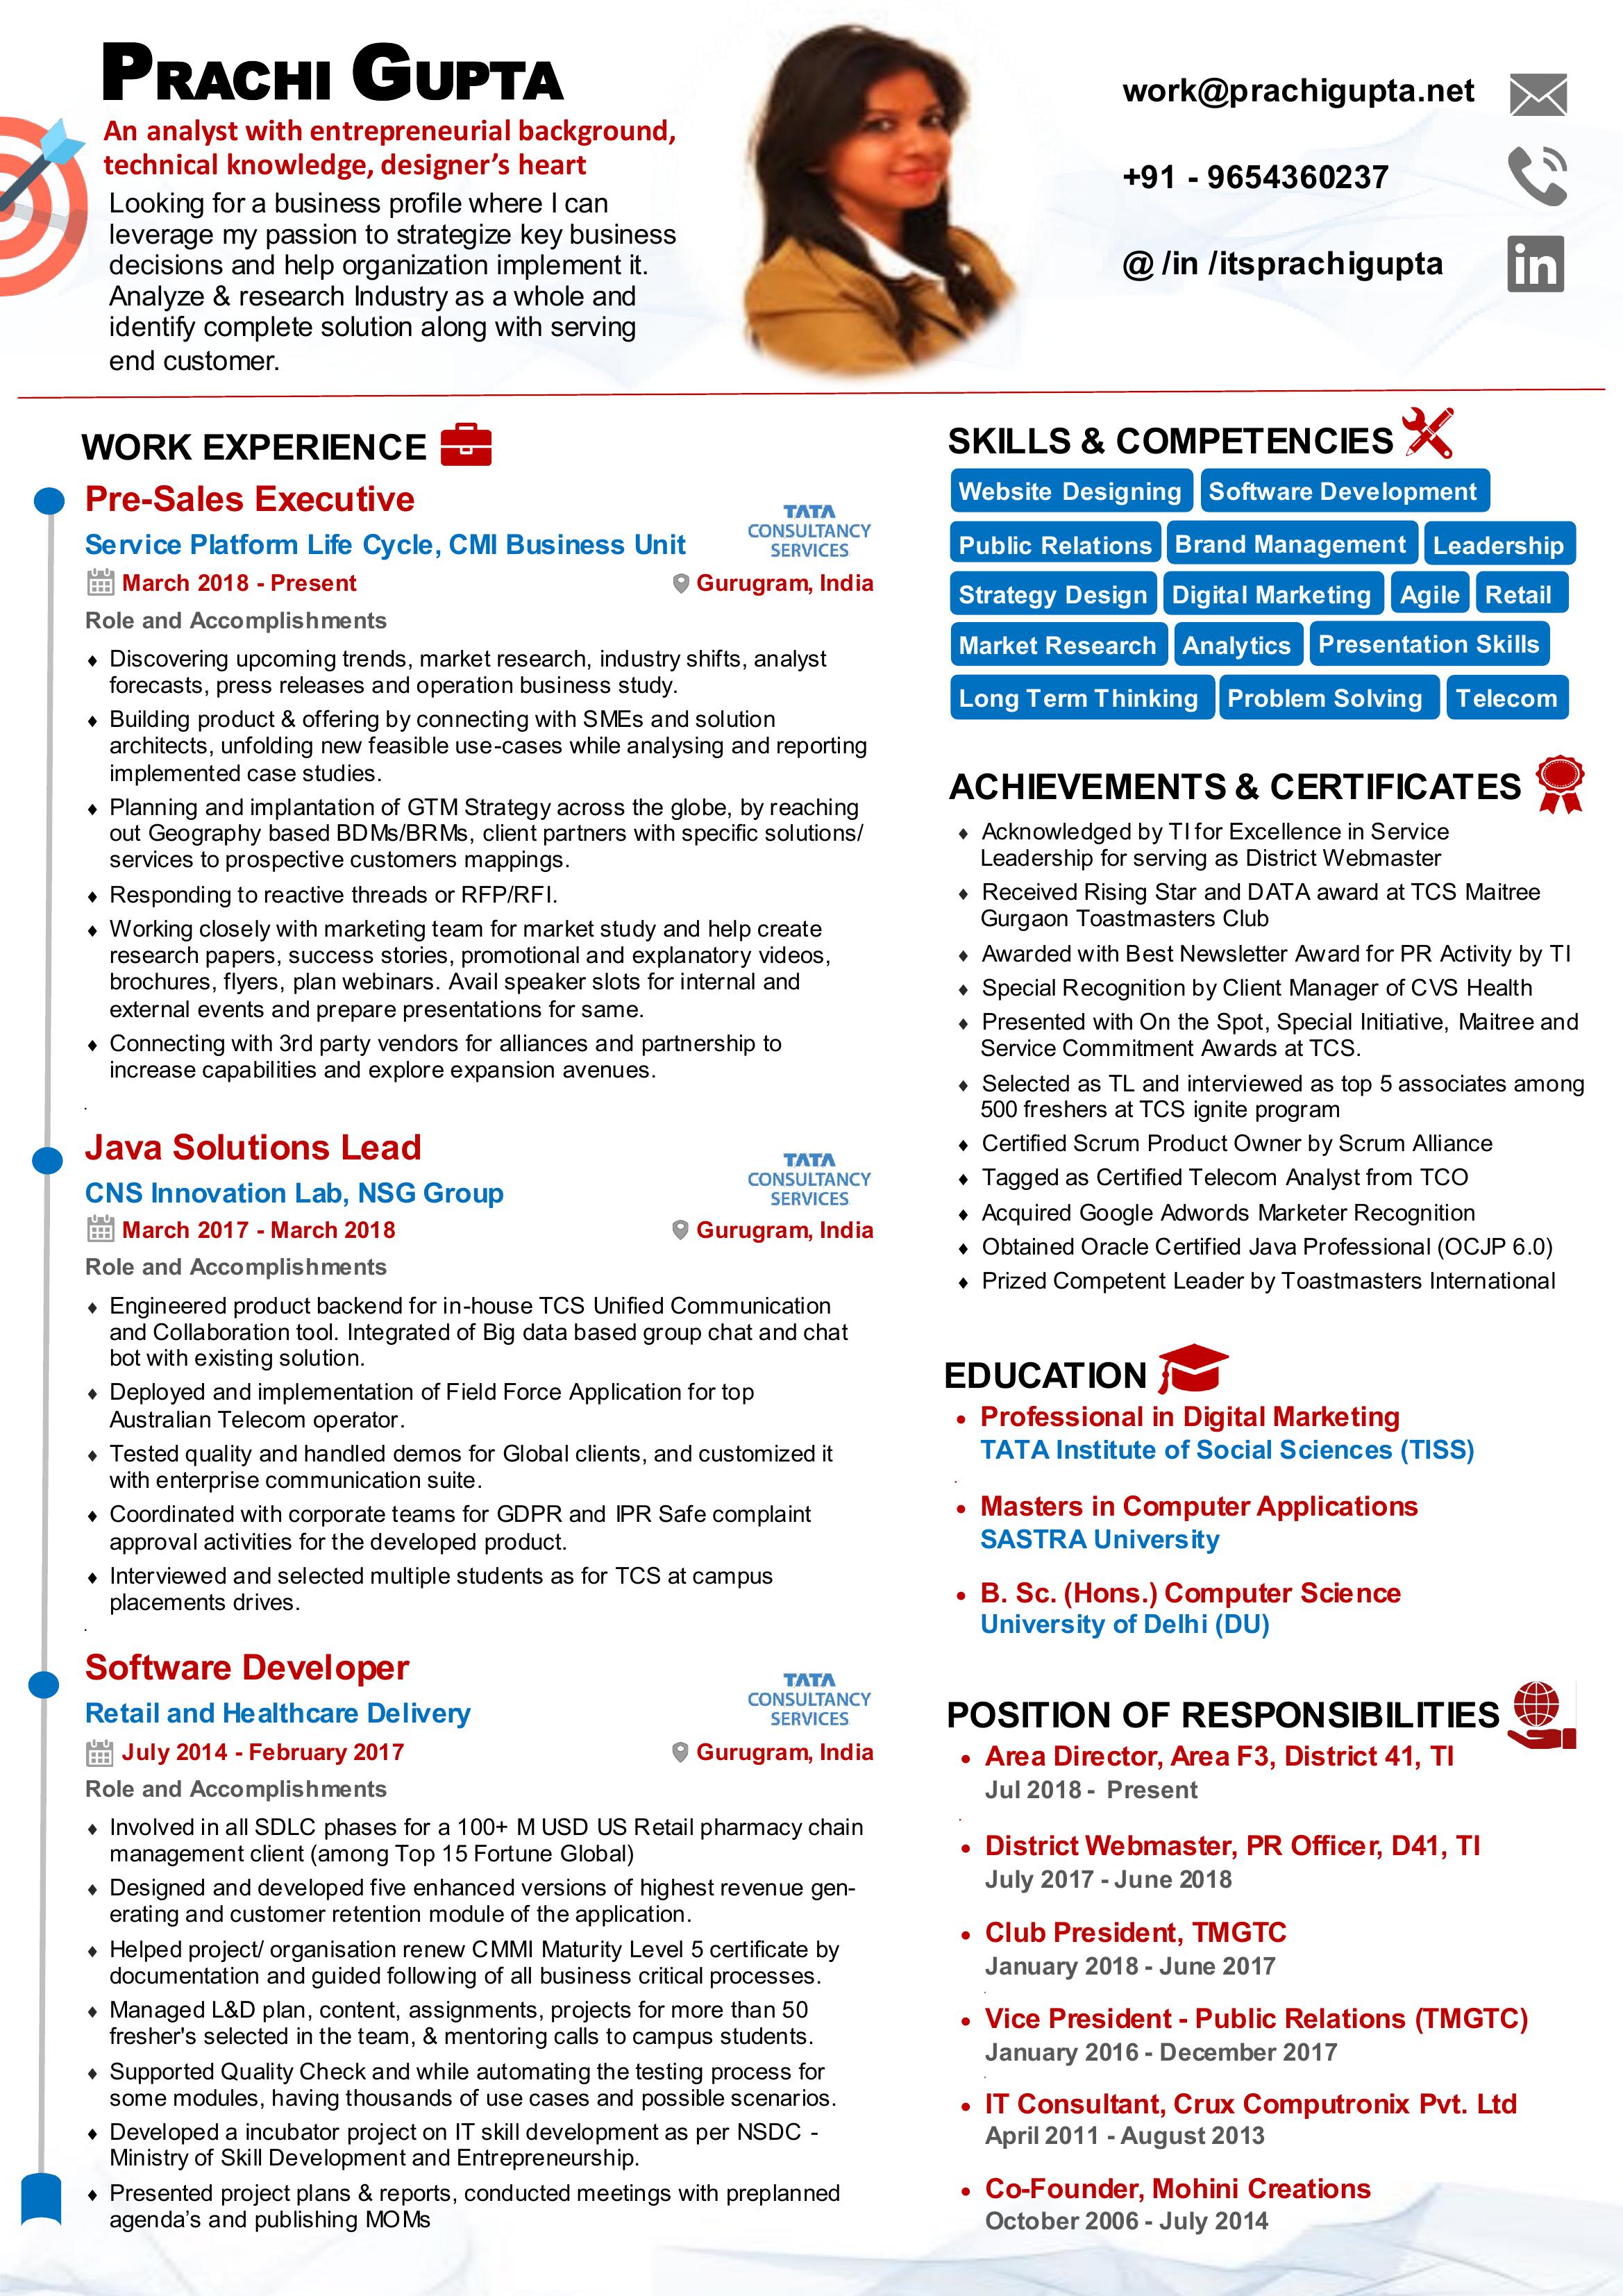 PRACHI GUPTA
An analyst with entrepreneurial background,
technical knowledge, designer's heart
Looking for a business profile where I can
leverage my passion to strategize key business
decisions and help organization implement it.
Analyze & research Industry as a whole and
identify complete solution along with serving
end customer.
work@prachigupta.net
+91 - 9654360237
@ /in /itsprachigupta
in
WORK EXPERIENCE
Pre-Sales Executive
Service Platform Life Cycle, CMI Business Unit
TATA
CONSULTANCY
SERVICES
March 2018 - Present
Gurugram, India
Role and Accomplishments
♦ Discovering upcoming trends, market research, industry shifts, analyst
forecasts, press releases and operation business study.
♦ Building product & offering by connecting with SMEs and solution
architects, unfolding new feasible use-cases while analysing and reporting
implemented case studies.
♦ Planning and implantation of GTM Strategy across the globe, by reaching
out Geography based BDMs/BRMs, client partners with specific solutions/
services to prospective customers mappings.
♦ Responding to reactive threads or RFP/RFI.
♦ Working closely with marketing team for market study and help create
research papers, success stories, promotional and explanatory videos,
brochures, flyers, plan webinars. Avail speaker slots for internal and
external events and prepare presentations for same.
♦ Connecting with 3rd party vendors for alliances and partnership to
increase capabilities and explore expansion avenues.
Java Solutions Lead
CNS Innovation Lab, NSG Group
TATA
CONSULTANCY
SERVICES
March 2017 - March 2018
Gurugram, India
Role and Accomplishments
♦ Engineered product backend for in-house TCS Unified Communication
and Collaboration tool. Integrated of Big data based group chat and chat
bot with existing solution.
♦ Deployed and implementation of Field Force Application for top
Australian Telecom operator.
♦ Tested quality and handled demos for Global clients, and customized it
with enterprise communication suite.
♦ Coordinated with corporate teams for GDPR and IPR Safe complaint
approval activities for the developed product.
♦ Interviewed and selected multiple students as for TCS at campus
placements drives.
Software Developer
Retail and Healthcare Delivery
TATA
CONSULTANCY
SERVICES
July 2014 - February 2017
Gurugram, India
Role and Accomplishments
♦ Involved in all SDLC phases for a 100+ M USD US Retail pharmacy chain
management client (among Top 15 Fortune Global)
♦ Designed and developed five enhanced versions of highest revenue gen-
erating and customer retention module of the application.
♦ Helped project/ organisation renew CMMI Maturity Level 5 certificate by
documentation and guided following of all business critical processes.
♦ Managed L&D plan, content, assignments, projects for more than 50
fresher's selected in the team, & mentoring calls to campus students.
♦ Supported Quality Check and while automating the testing process for
some modules, having thousands of use cases and possible scenarios.
♦ Developed a incubator project on IT skill development as per NSDC -
Ministry of Skill Development and Entrepreneurship.
♦ Presented project plans & reports, conducted meetings with preplanned
agenda's and publishing MOMs
SKILLS & COMPETENCIES
Website Designing Software Development
Public Relations Brand Management Leadership
Strategy Design Digital Marketing Agile Retail
Market Research Analytics Presentation Skills
Long Term Thinking Problem Solving Telecom
ACHIEVEMENTS & CERTIFICATES
♦ Acknowledged by TI for Excellence in Service
Leadership for serving as District Webmaster
♦ Received Rising Star and DATA award at TCS Maitree
Gurgaon Toastmasters Club
♦ Awarded with Best Newsletter Award for PR Activity by TI
♦ Special Recognition by Client Manager of CVS Health
♦ Presented with On the Spot, Special Initiative, Maitree and
Service Commitment Awards at TCS.
♦ Selected as TL and interviewed as top 5 associates among
500 freshers at TCS ignite program
♦ Certified Scrum Product Owner by Scrum Alliance
♦ Tagged as Certified Telecom Analyst from TCO
♦ Acquired Google Adwords Marketer Recognition
♦ Obtained Oracle Certified Java Professional (OCJP 6.0)
♦ Prized Competent Leader by Toastmasters International
EDUCATION
• Professional in Digital Marketing
TATA Institute of Social Sciences (TISS)
• Masters in Computer Applications
SASTRA University
• B. Sc. (Hons.) Computer Science
University of Delhi (DU)
POSITION OF RESPONSIBILITIES
• Area Director, Area F3, District 41, TI
Jul 2018 - Present
• District Webmaster, PR Officer, D41, TI
July 2017 - June 2018
• Club President, TMGTC
January 2018 - June 2017
• Vice President - Public Relations (TMGTC)
January 2016 - December 2017
• IT Consultant, Crux Computronix Pvt. Ltd
April 2011 - August 2013
• Co-Founder, Mohini Creations
October 2006 - July 2014